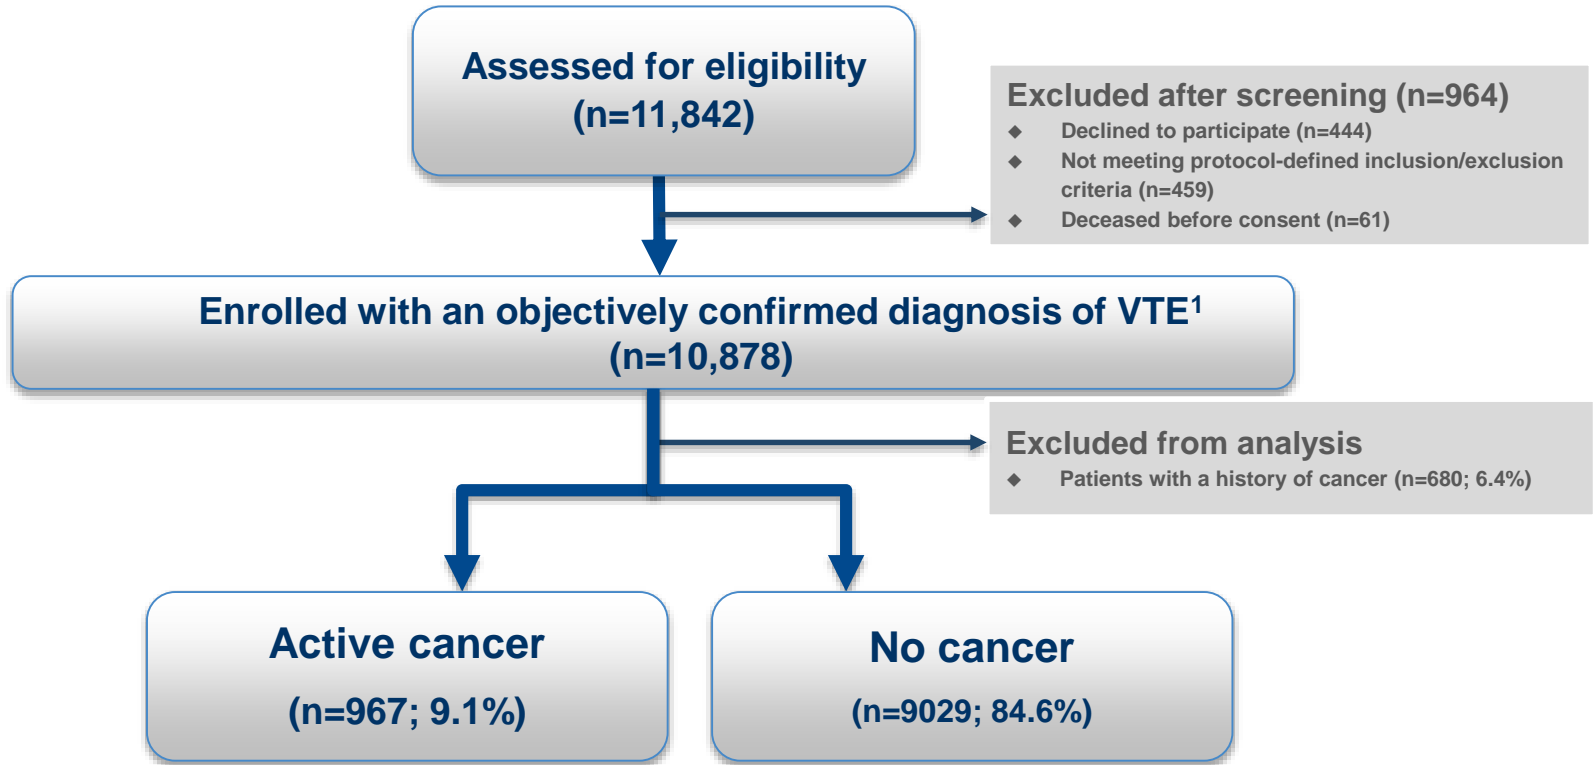 Assessed for eligibility
(n=11,842)
Excluded after screening (n=964)
◆ Declined to participate (n=444)
◆ Not meeting protocol-defined inclusion/exclusion
criteria (n=459)
◆ Deceased before consent (n=61)
Enrolled with an objectively confirmed diagnosis of VTE¹
(n=10,878)
Excluded from analysis
◆ Patients with a history of cancer (n=680; 6.4%)
Active cancer
(n=967; 9.1%)
No cancer
(n=9029; 84.6%)